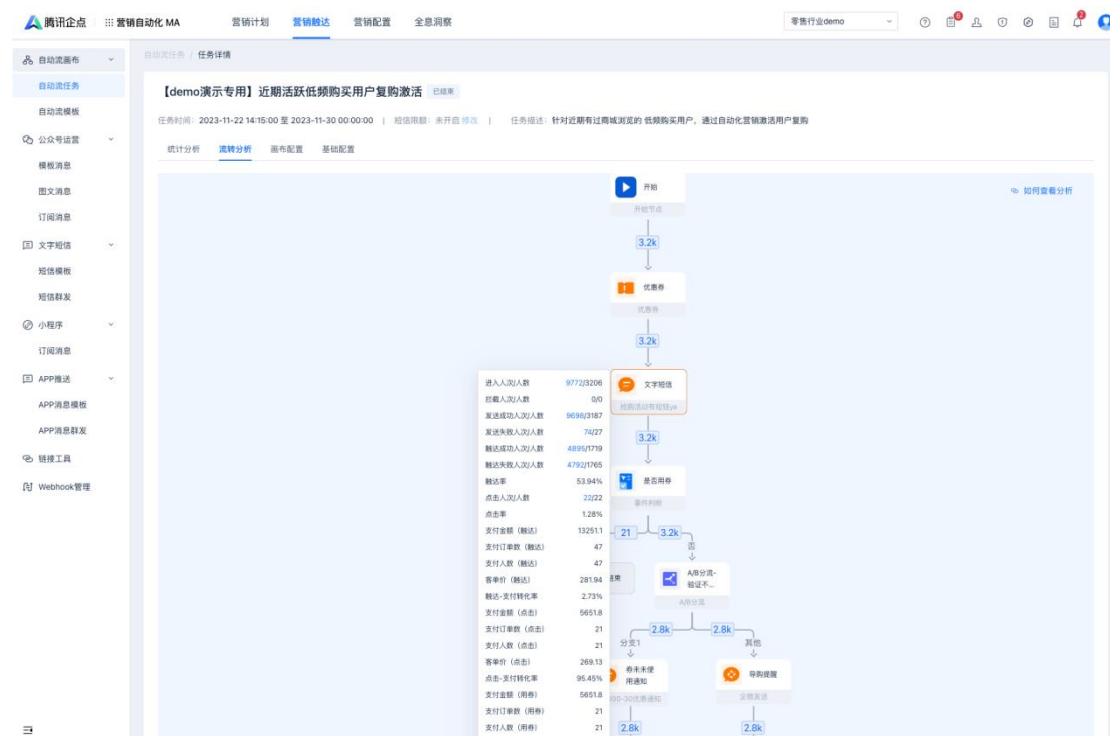 腾讯企点 营销自动化 MA 营销计划 营销触达 营销配置 全息洞察 零售行业demo 6 2
自动流画布
自动流任务
自动流模板
公众号运营
模板消息
图文消息
订阅消息
文字短信
短信模板
短信群发
小程序
订阅消息
APP推送
APP消息模板
APP消息群发
链接工具
Webhook管理
自动流任务 / 任务详情
【demo演示专用】近期活跃低频购买用户复购激活 已结束
任务时间: 2023-11-22 14:15:00 至 2023-11-30 00:00:00 | 短信限额: 未开启 修改 | 任务描述: 针对近期有过商城浏览的 低频购买用户，通过自动化营销激活用户复购
统计分析 流转分析 画布配置 基础配置
如何查看分析
开始
开始节点
3.2k
优惠券
优惠券
3.2k
文字短信
抢购活动有短链ya
3.2k
是否用券
事件判断
21 3.2k
否
结束
A/B分流-
验证不...
A/B分流
2.8k 2.8k
分支1 其他
券未未使
用通知
导购提醒
000-30优惠通知
企微发送
2.8k 2.8k
进入人次/人数 9772/3206
拦截人次/人数 0/0
发送成功人次/人数 9698/3187
发送失败人次/人数 74/27
触达成功人次/人数 4895/1719
触达失败人次/人数 4792/1765
触达率 53.94%
点击人次/人数 22/22
点击率 1.28%
支付金额（触达） 13251.1
支付订单数（触达） 47
支付人数（触达） 47
客单价（触达） 281.94
触达-支付转化率 2.73%
支付金额（点击） 5651.8
支付订单数（点击） 21
支付人数（点击） 21
客单价（点击） 269.13
点击-支付转化率 95.45%
支付金额（用券） 5651.8
支付订单数（用券） 21
支付人数（用券） 21